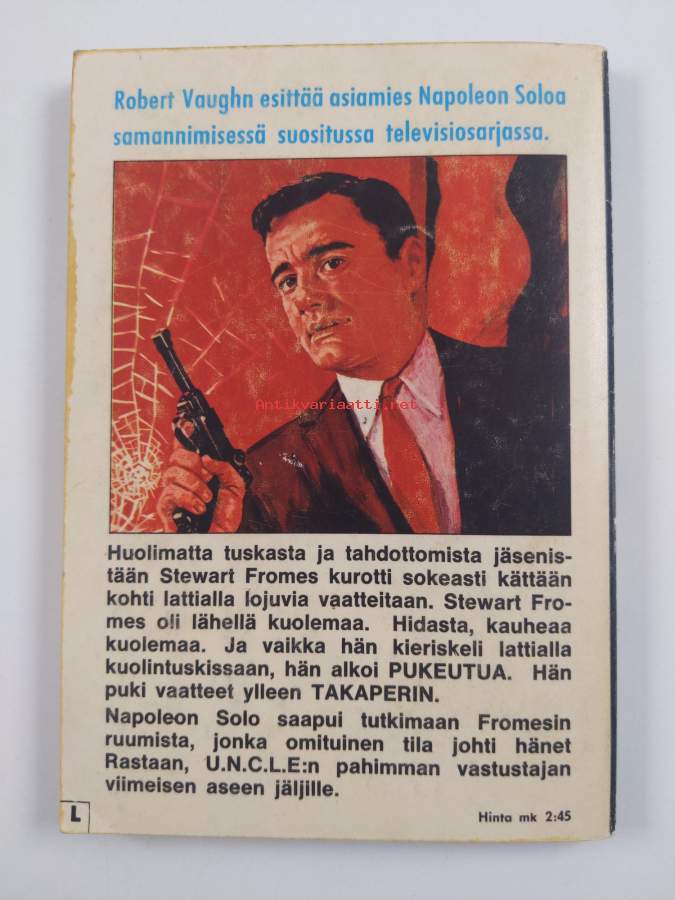 Robert Vaughn esittää asiamies Napoleon Soloa
samannimisessä suositussa televisiosarjassa.
Antikvariaatti.net
Huolimatta tuskasta ja tahdottomista jäsenis-
tään Stewart Fromes kurotti sokeasti kättään
kohti lattialla lojuvia vaatteitaan. Stewart Fro-
mes oli lähellä kuolemaa. Hidasta, kauheaa
kuolemaa. Ja vaikka hän kieriskeli lattialla
kuolintuskissaan, hän alkoi PUKEUTUA. Hän
puki vaatteet ylleen TAKAPERIN.
Napoleon Solo saapui tutkimaan Fromesin
ruumista, jonka omituinen tila johti hänet
Rastaan, U.N.C.L.E:n pahimman vastustajan
viimeisen aseen jäljille.
L
Hinta mk 2:45